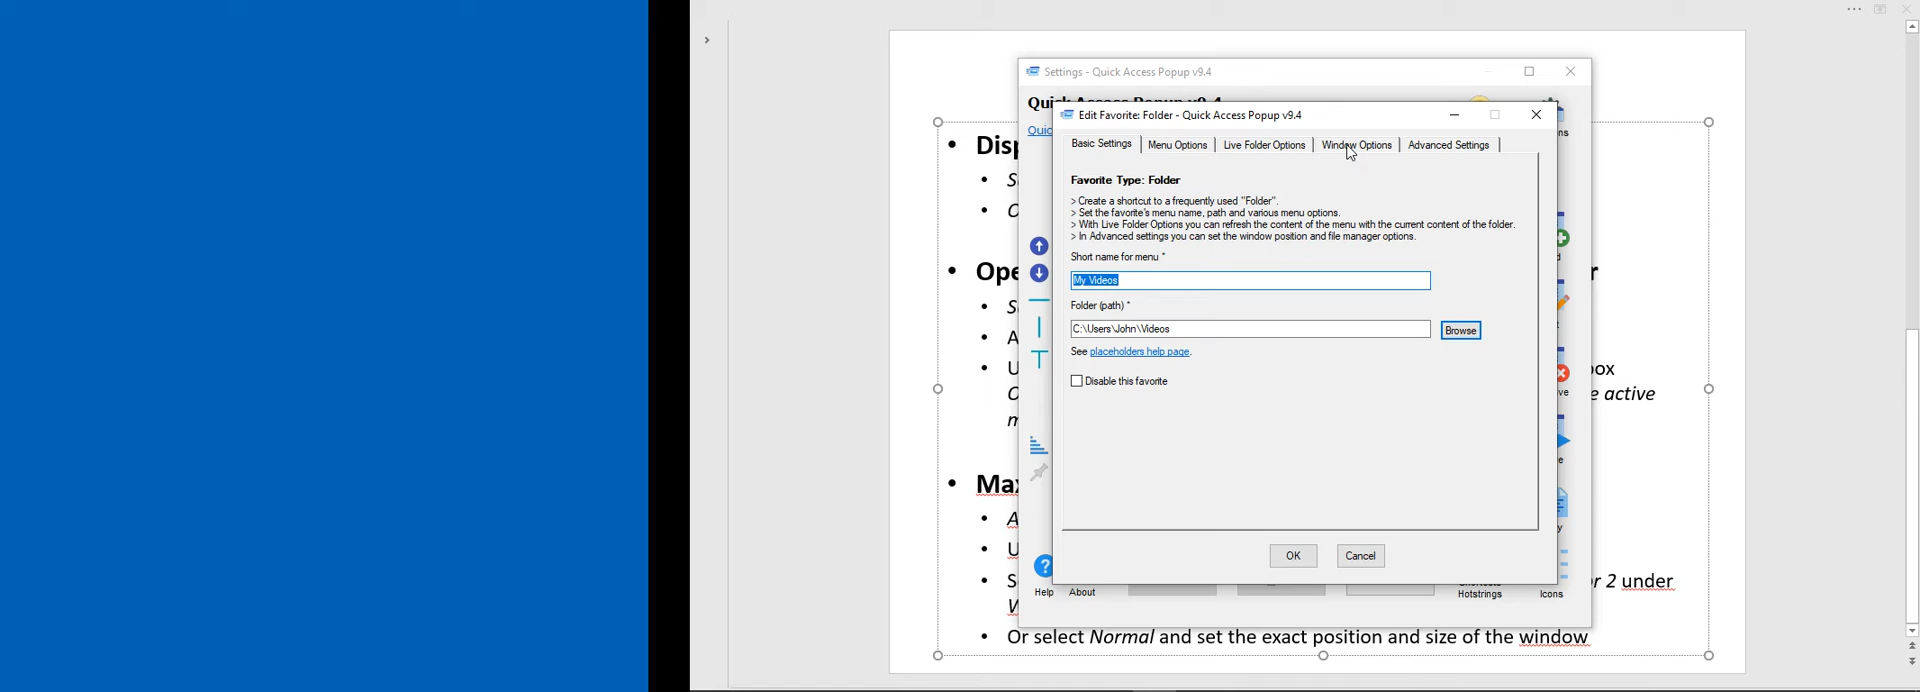 Settings - Quick Access Popup v9.4
Edit Favorite: Folder - Quick Access Popup v9.4
Basic Settings
Menu Options
Live Folder Options
Window Options
Advanced Settings
Favorite Type: Folder
> Create a shortcut to a frequently used "Folder".
> Set the favorite's menu name, path and various menu options.
> With Live Folder Options you can refresh the content of the menu with the current content of the folder.
> In Advanced settings you can set the window position and file manager options.
Short name for menu *
My Videos
Folder (path) *
C:\Users\John\Videos
Browse
See placeholders help page.
Disable this favorite
OK
Cancel
Help
About
Hotstrings
Icons
box
e active
or 2 under
• Or select Normal and set the exact position and size of the window